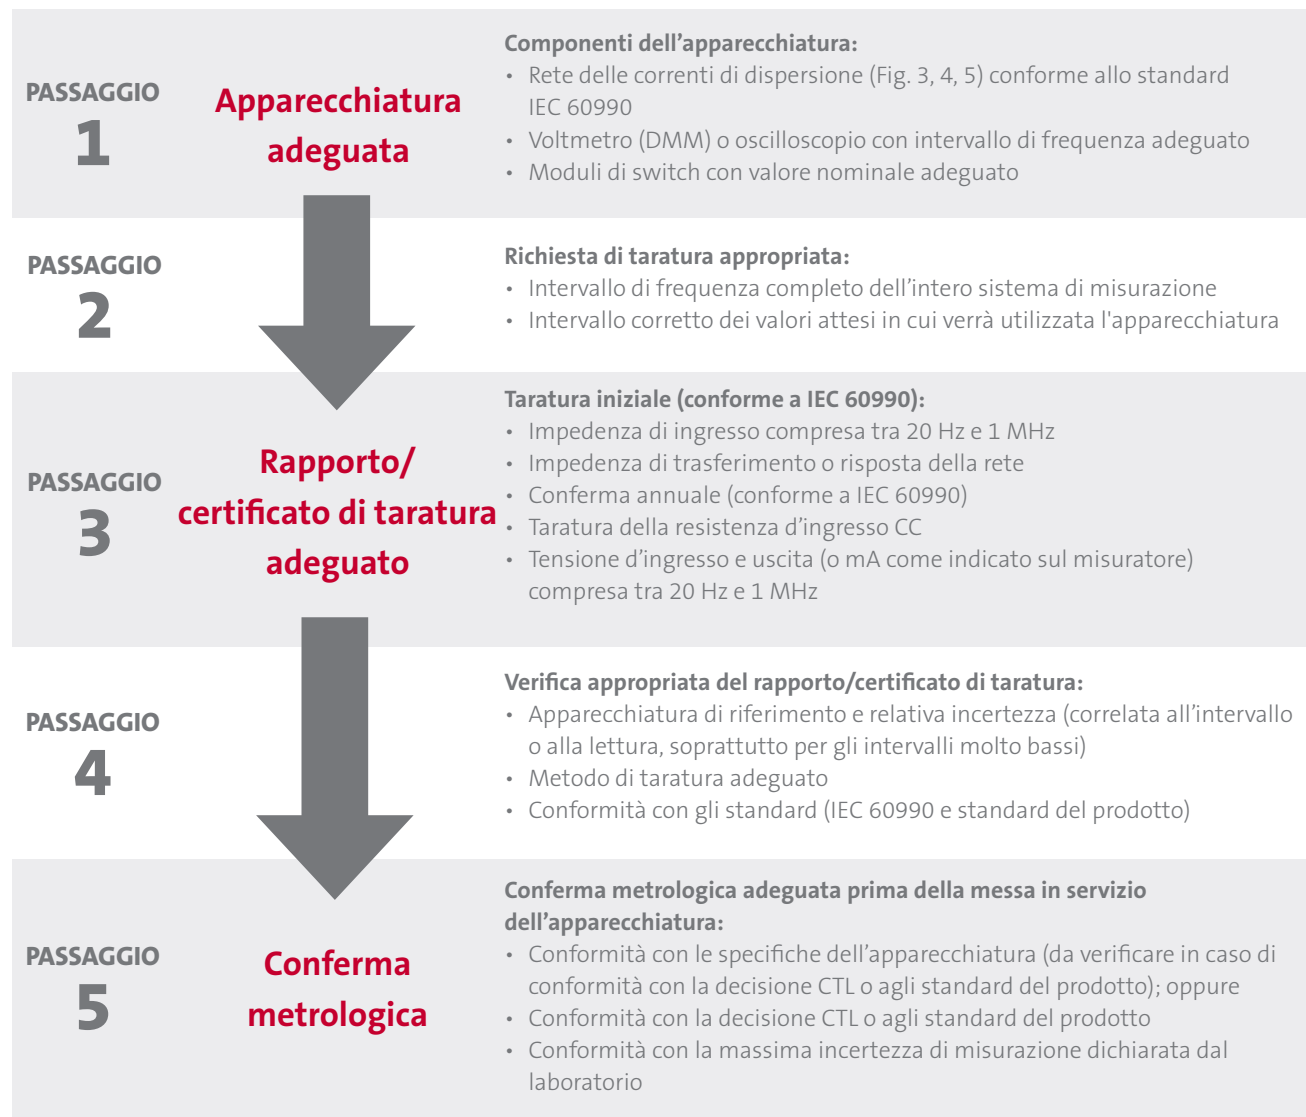 PASSAGGIO
1
Apparecchiatura
adeguata
Componenti dell’apparecchiatura:
• Rete delle correnti di dispersione (Fig. 3, 4, 5) conforme allo standard
IEC 60990
• Voltmetro (DMM) o oscilloscopio con intervallo di frequenza adeguato
• Moduli di switch con valore nominale adeguato
PASSAGGIO
2
Richiesta di taratura appropriata:
• Intervallo di frequenza completo dell’intero sistema di misurazione
• Intervallo corretto dei valori attesi in cui verrà utilizzata l'apparecchiatura
PASSAGGIO
3
Rapporto/
certificato di taratura
adeguato
Taratura iniziale (conforme a IEC 60990):
• Impedenza di ingresso compresa tra 20 Hz e 1 MHz
• Impedenza di trasferimento o risposta della rete
• Conferma annuale (conforme a IEC 60990)
• Taratura della resistenza d’ingresso CC
• Tensione d’ingresso e uscita (o mA come indicato sul misuratore)
compresa tra 20 Hz e 1 MHz
PASSAGGIO
4
Verifica appropriata del rapporto/certificato di taratura:
• Apparecchiatura di riferimento e relativa incertezza (correlata all’intervallo
o alla lettura, soprattutto per gli intervalli molto bassi)
• Metodo di taratura adeguato
• Conformità con gli standard (IEC 60990 e standard del prodotto)
PASSAGGIO
5
Conferma
metrologica
Conferma metrologica adeguata prima della messa in servizio
dell’apparecchiatura:
• Conformità con le specifiche dell’apparecchiatura (da verificare in caso di
conformità con la decisione CTL o agli standard del prodotto); oppure
• Conformità con la decisione CTL o agli standard del prodotto
• Conformità con la massima incertezza di misurazione dichiarata dal
laboratorio